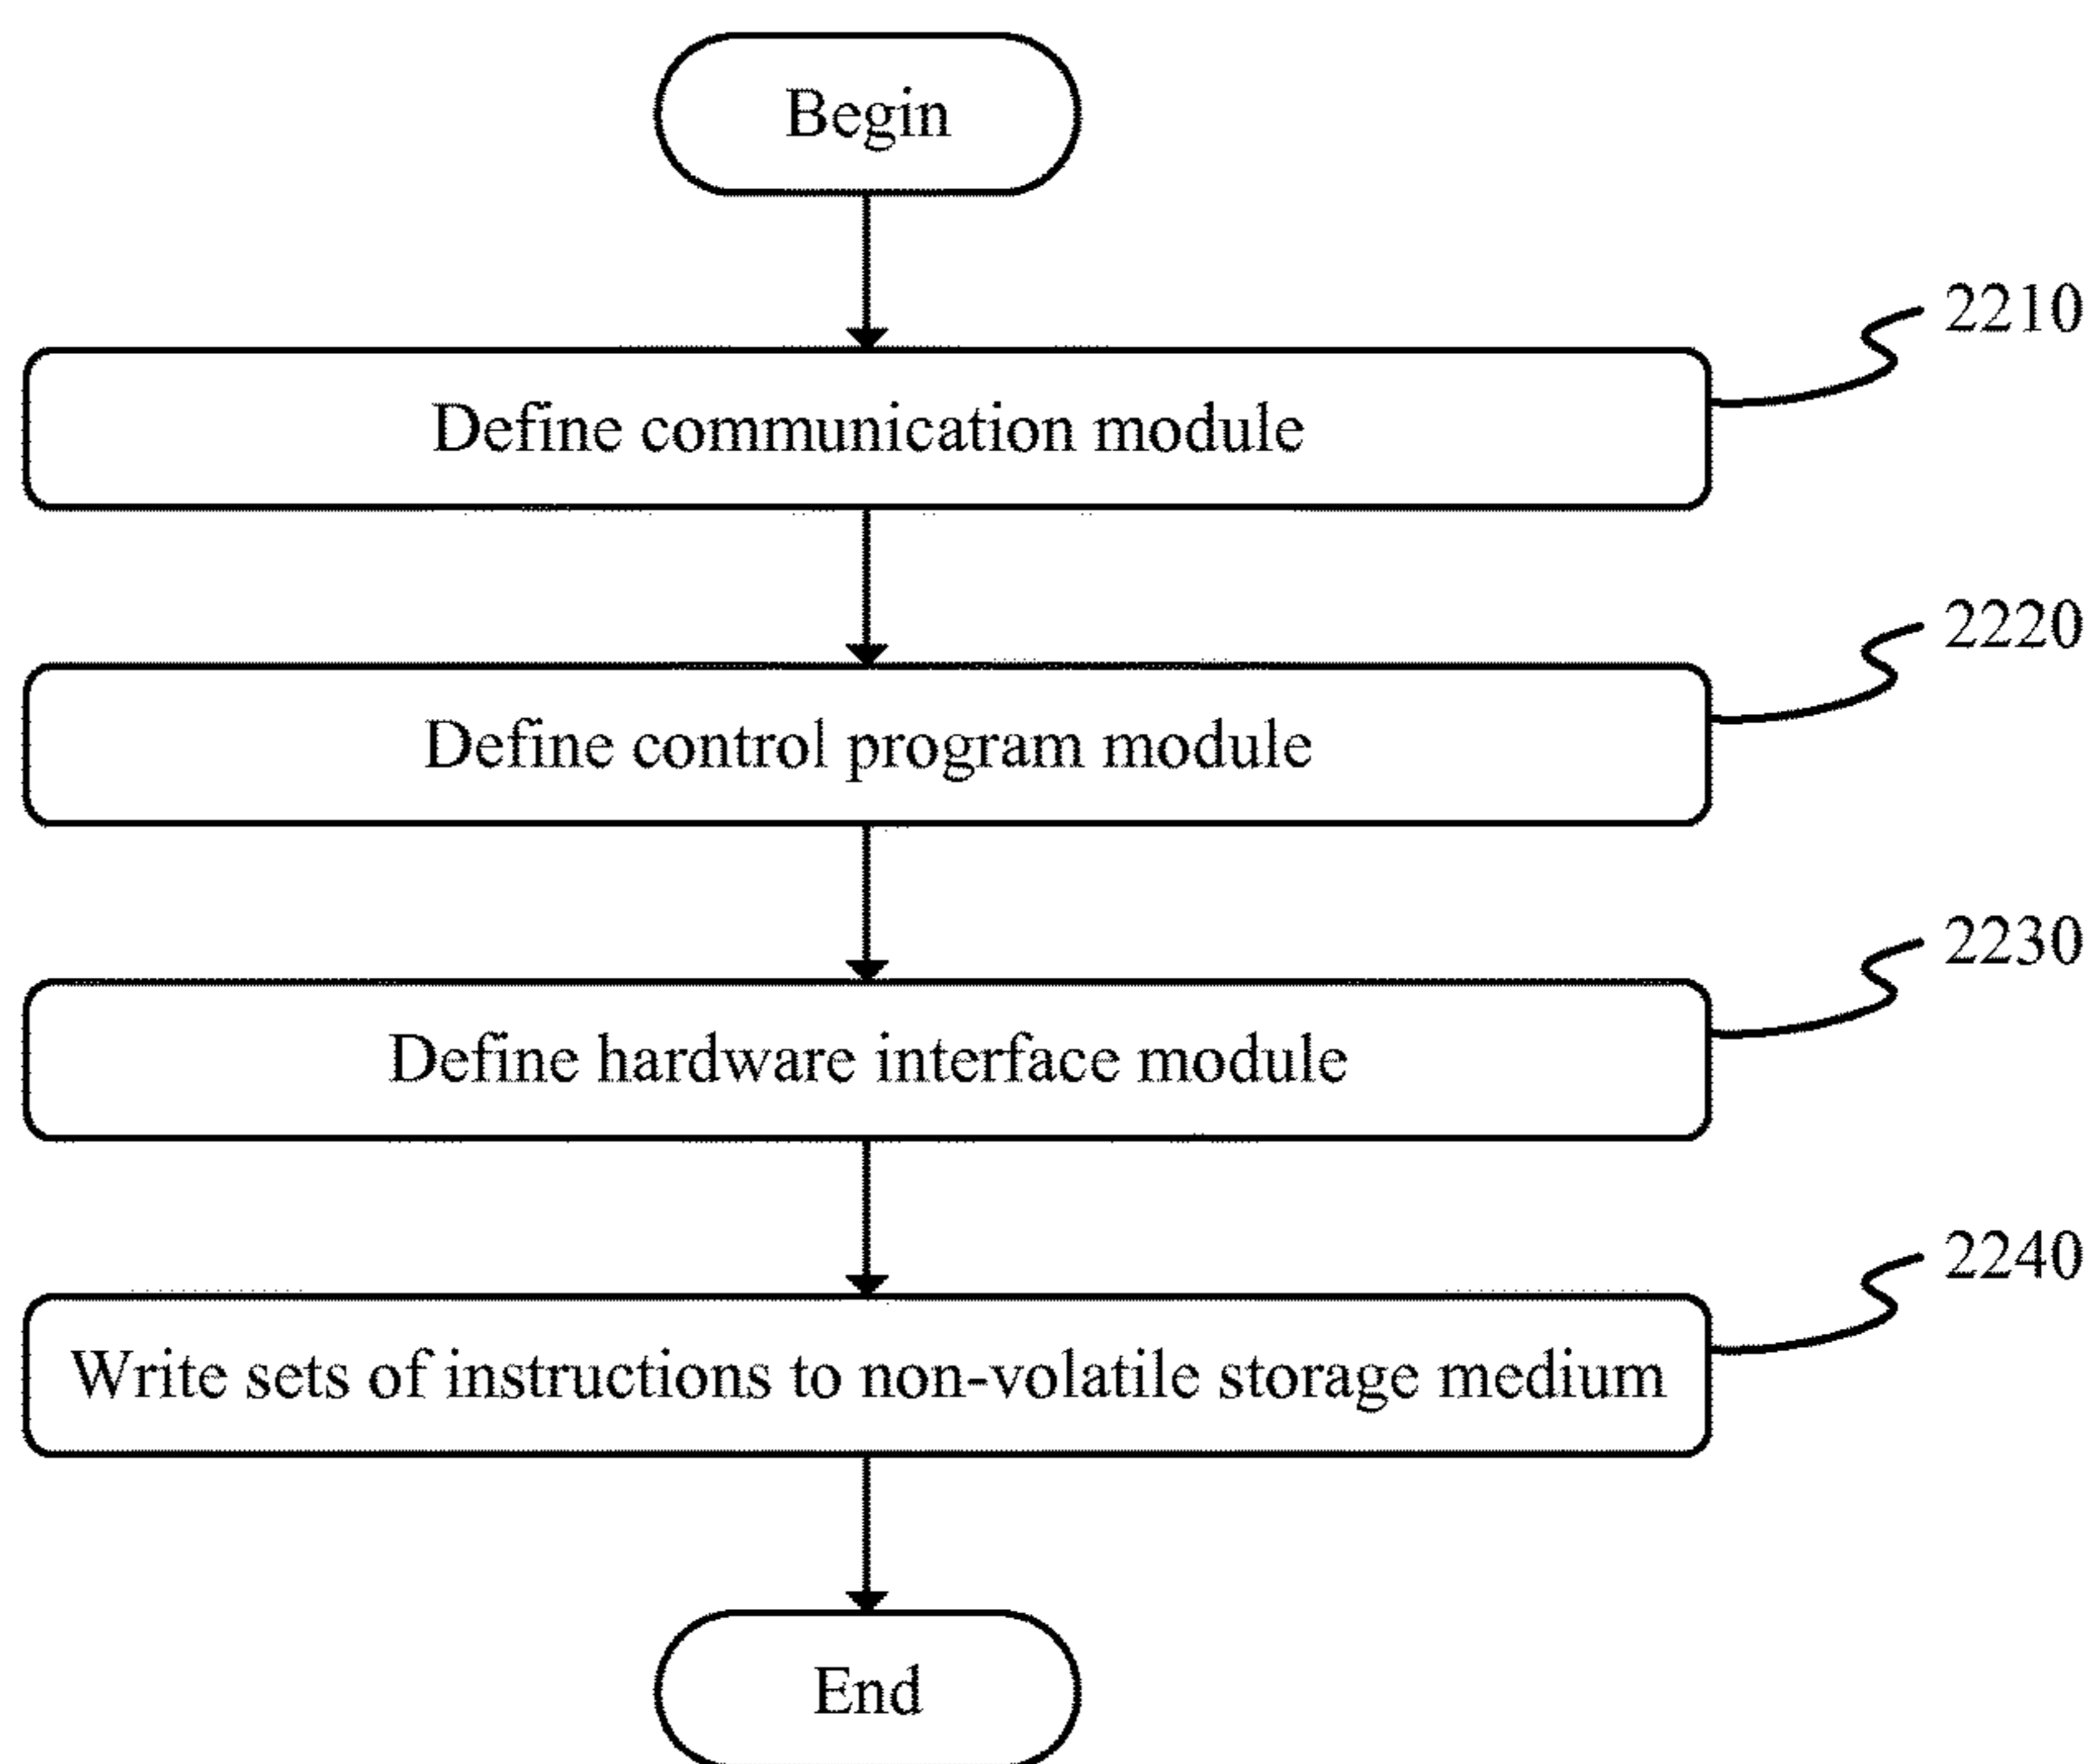 Begin
2210
Define communication module
2220
Define control program module
2230
Define hardware interface module
2240
Write sets of instructions to non-volatile storage medium
End